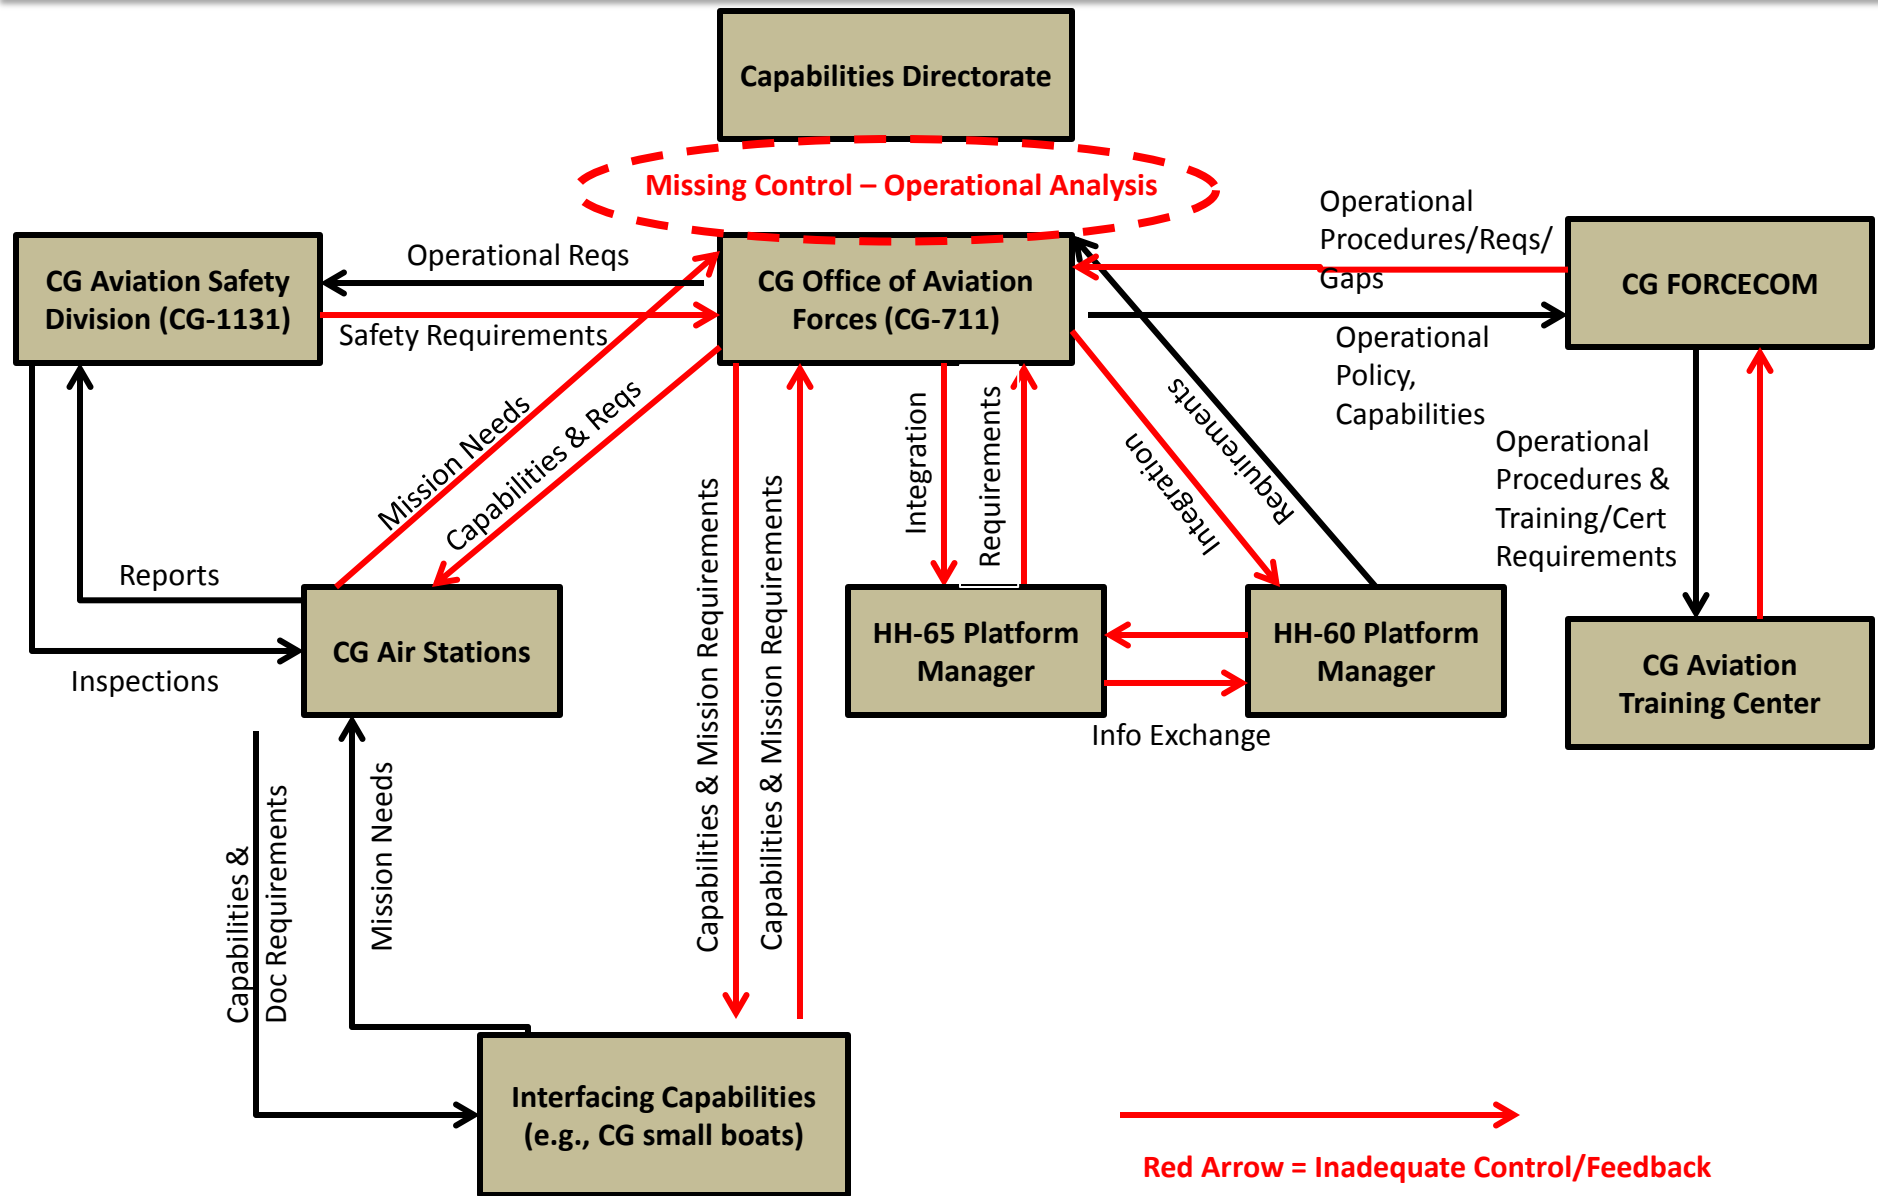 Capabilities Directorate
Missing Control – Operational Analysis
Operational
Procedures/Reqs/
Gaps
CG Aviation Safety
Division (CG-1131)
Operational Reqs
Safety Requirements
CG Office of Aviation
Forces (CG-711)
CG FORCECOM
Operational
Policy,
Capabilities
Mission Needs
Capabilities & Reqs
Integration
Requirements
Integration
Requirements
Operational
Procedures &
Training/Cert
Requirements
Reports
Inspections
CG Air Stations
Capabilities & Mission Requirements
Capabilities & Mission Requirements
HH-65 Platform
Manager
HH-60 Platform
Manager
Info Exchange
CG Aviation
Training Center
Capabilities &
Doc Requirements
Mission Needs
Interfacing Capabilities
(e.g., CG small boats)
Red Arrow = Inadequate Control/Feedback